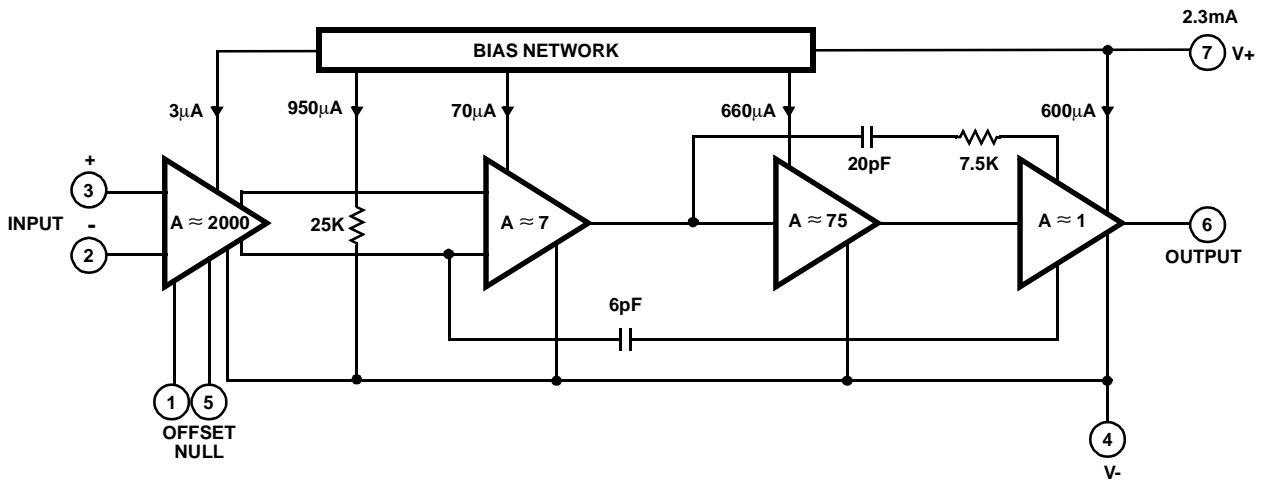 2.3mA
BIAS NETWORK
7 V+
3μA
950μA
70μA
660μA
600μA
20pF
7.5K
+
3
INPUT
-
2
A ≈ 2000
25K
A ≈ 7
A ≈ 75
A ≈ 1
6
OUTPUT
6pF
1
5
OFFSET
NULL
4
V-